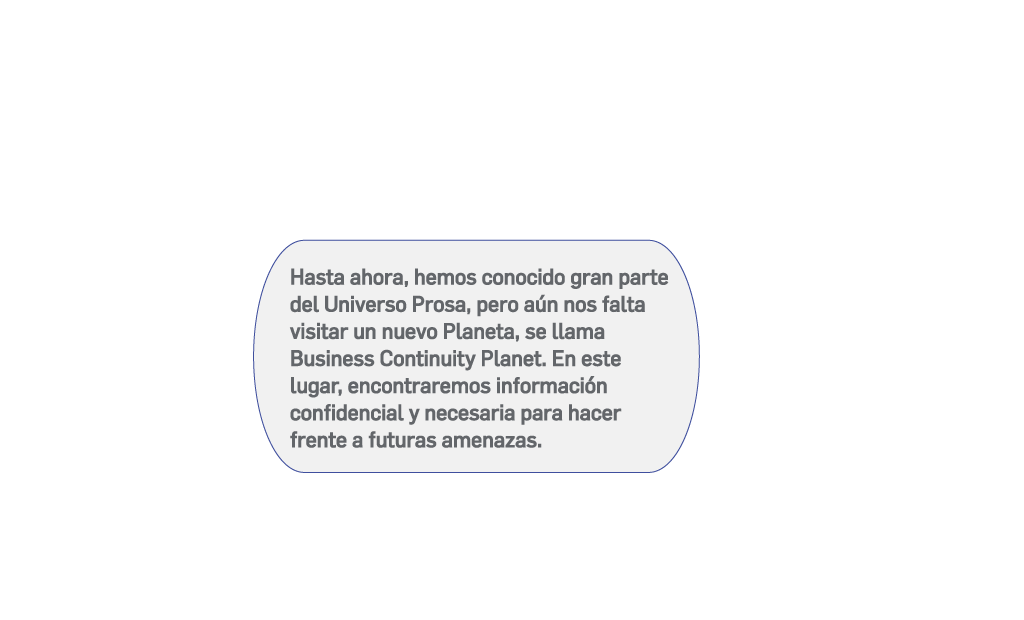 Hasta ahora, hemos conocido gran parte
del Universo Prosa, pero aún nos falta
visitar un nuevo Planeta, se llama
Business Continuity Planet. En este
lugar, encontraremos información
confidencial y necesaria para hacer
frente a futuras amenazas.